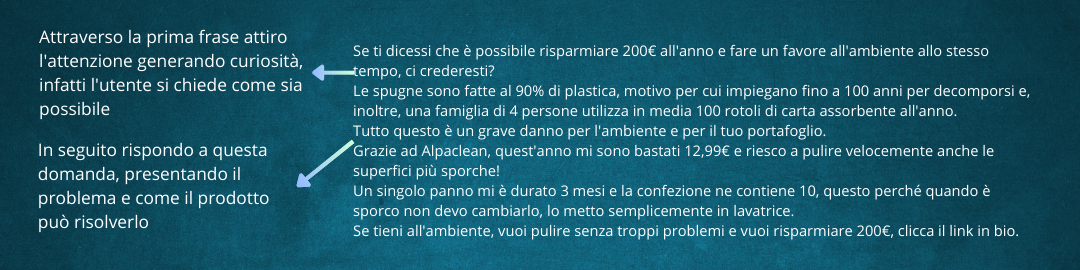 Attraverso la prima frase attiro
l'attenzione generando curiosità,
infatti l'utente si chiede come sia
possibile
In seguito rispondo a questa
domanda, presentando il
problema e come il prodotto
può risolverlo
Se ti dicessi che è possibile risparmiare 200€ all'anno e fare un favore all'ambiente allo stesso
tempo, ci crederesti?
Le spugne sono fatte al 90% di plastica, motivo per cui impiegano fino a 100 anni per decomporsi e,
inoltre, una famiglia di 4 persone utilizza in media 100 rotoli di carta assorbente all'anno.
Tutto questo è un grave danno per l'ambiente e per il tuo portafoglio.
Grazie ad Alpaclean, quest'anno mi sono bastati 12,99€ e riesco a pulire velocemente anche le
superfici più sporche!
Un singolo panno mi è durato 3 mesi e la confezione ne contiene 10, questo perché quando è
sporco non devo cambiarlo, lo metto semplicemente in lavatrice.
Se tieni all'ambiente, vuoi pulire senza troppi problemi e vuoi risparmiare 200€, clicca il link in bio.